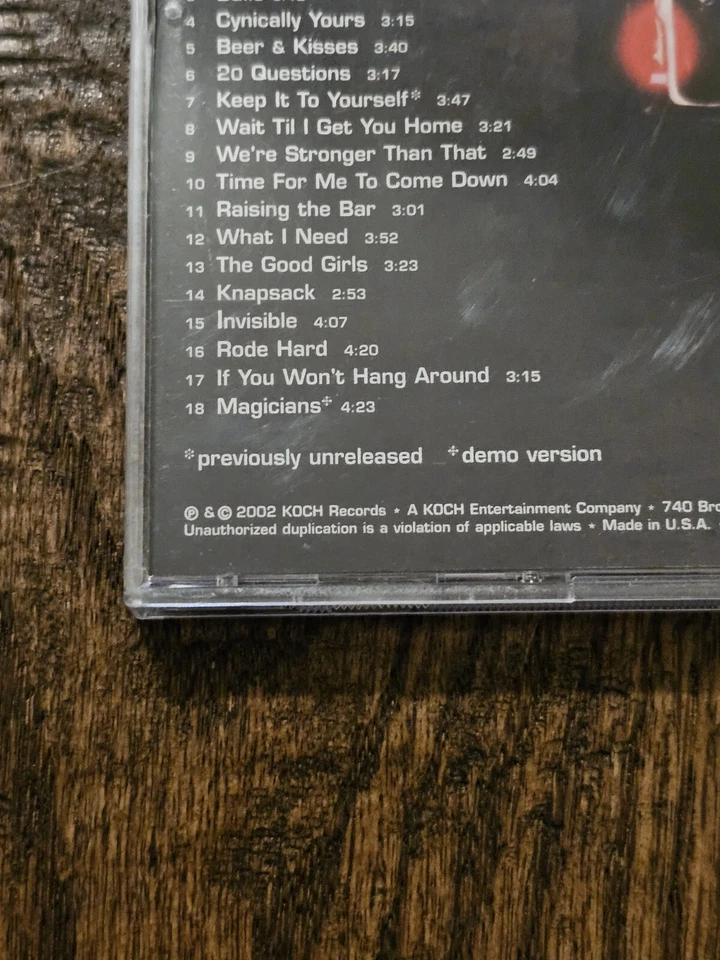 4 Cynically Yours 3:15
5 Beer & Kisses 3:40
6 20 Questions 3:17
7 Keep It To Yourself* 3:47
8 Wait Til I Get You Home 3:21
9 We're Stronger Than That 2:49
10 Time For Me To Come Down 4:04
11 Raising the Bar 3:01
12 What I Need 3:52
13 The Good Girls 3:23
14 Knapsack 2:53
15 Invisible 4:07
16 Rode Hard 4:20
17 If You Won't Hang Around 3:15
18 Magicians⁜ 4:23
*previously unreleased ⁜demo version
℗ & © 2002 KOCH Records ★ A KOCH Entertainment Company ★ 740
Unauthorized duplication is a violation of applicable laws ★ Made in U.S.A.